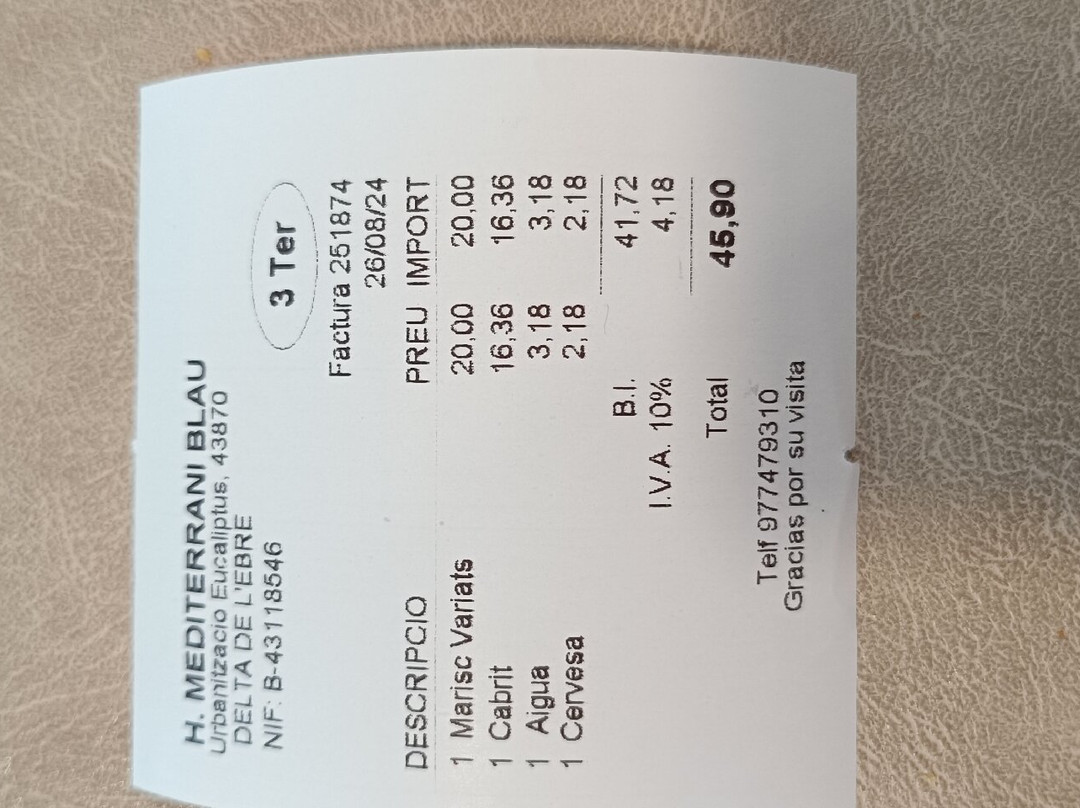 H. MEDITERRANI BLAU
Urbanitzacio Eucaliptus, 43870
DELTA DE L'EBRE
NIF: B-43118546
3 Ter
Factura 251874
26/08/24
DESCRIPCIO PREU IMPORT
1 Marisc Variats 20,00 20,00
1 Cabrit 16,36 16,36
1 Aigua 3,18 3,18
1 Cervesa 2,18 2,18
B.I. 41,72
I.V.A. 10% 4,18
Total 45,90
Telf 977479310
Gracias por su visita